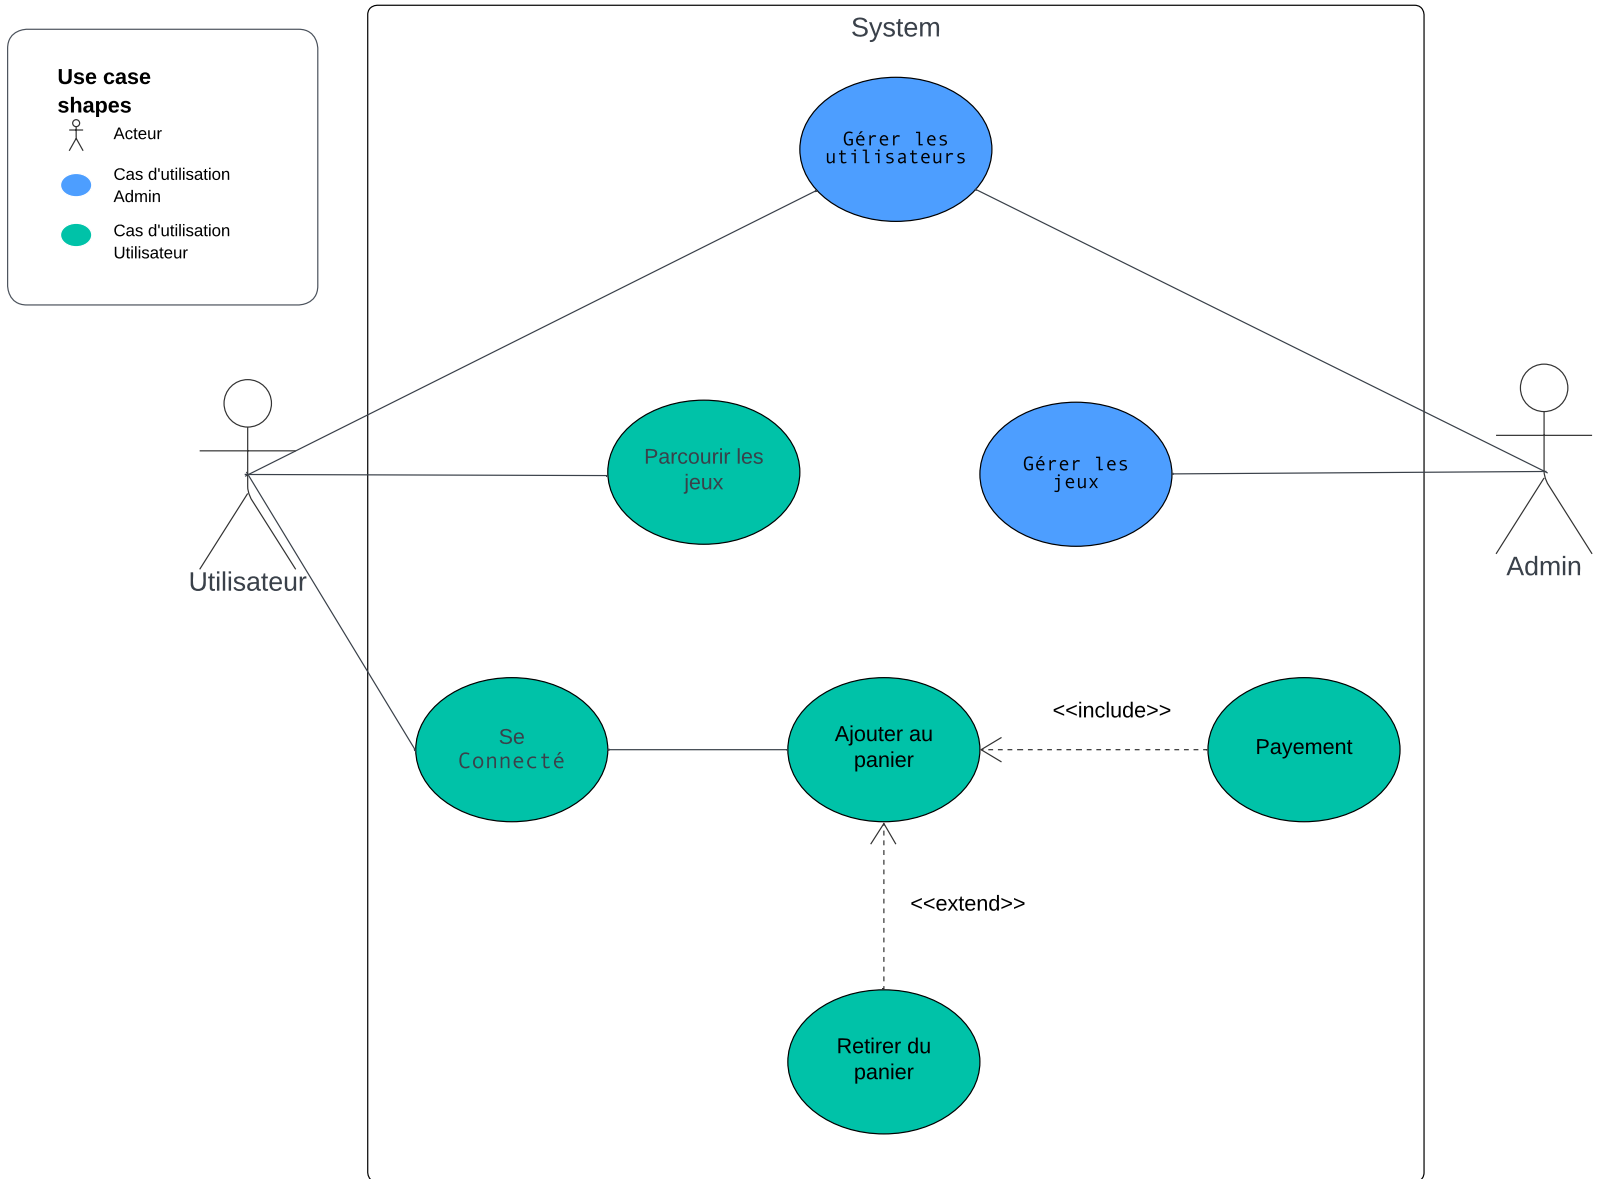 System
Use case
shapes
Acteur
Cas d'utilisation
Admin
Cas d'utilisation
Utilisateur
Gérer les
utilisateurs
Parcourir les
jeux
Gérer les
jeux
Utilisateur
Admin
Se
Connecté
Ajouter au
panier
<<include>>
Payement
<<extend>>
Retirer du
panier